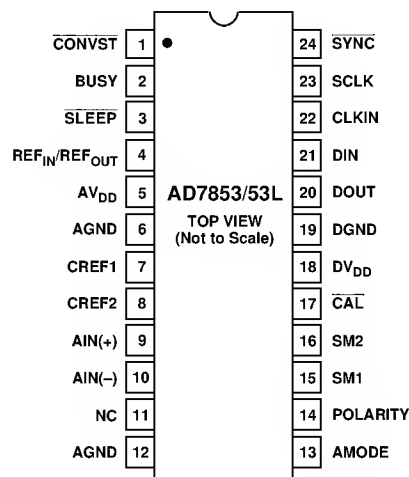 CONVST 1 24 SYNC
BUSY 2 23 SCLK
SLEEP 3 22 CLKIN
REFIN/REFOUT 4 21 DIN
AVDD 5 AD7853/53L 20 DOUT
AGND 6 TOP VIEW 19 DGND
(Not to Scale)
CREF1 7 18 DVDD
CREF2 8 17 CAL
AIN(+) 9 16 SM2
AIN(–) 10 15 SM1
NC 11 14 POLARITY
AGND 12 13 AMODE